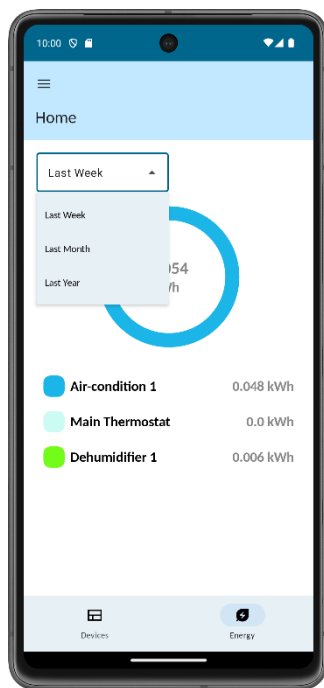 10:00
Home
Last Week
Last Week
Last Month
Last Year
Air-condition 1 0.048 kWh
Main Thermostat 0.0 kWh
Dehumidifier 1 0.006 kWh
Devices Energy